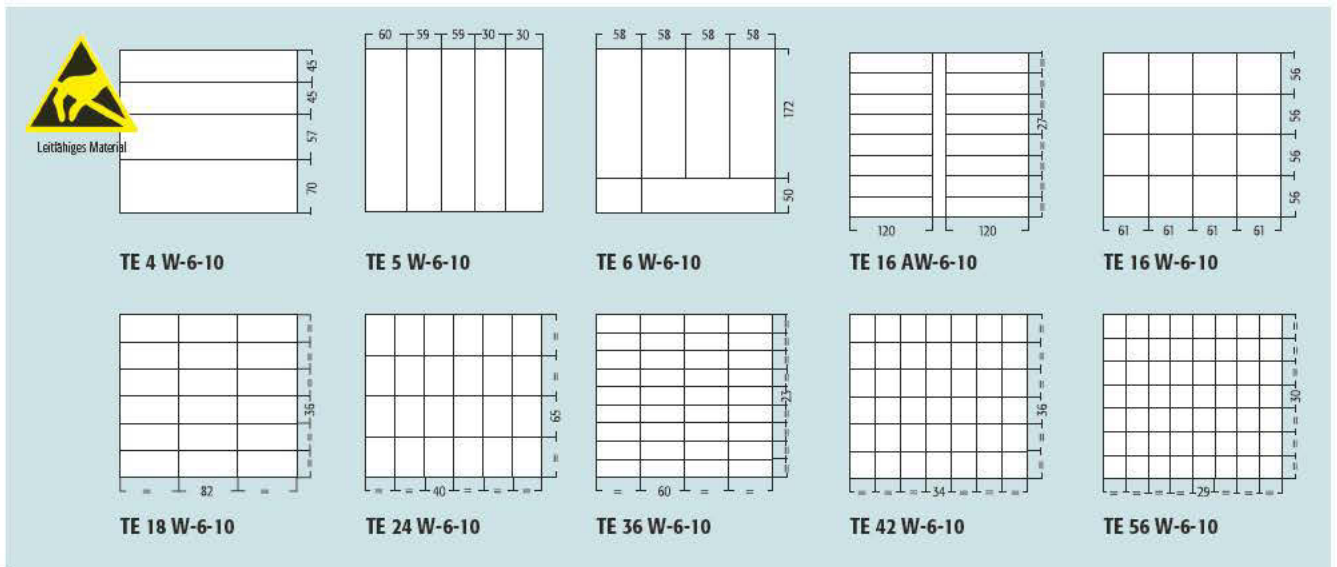 60 59 59 30 30
58 58 58 58
45
45
57
70
Leitfähiges Material
172
50
= = = = 27 = = =
120 120
56
56
56
56
61 61 61 61
TE 4 W-6-10
TE 5 W-6-10
TE 6 W-6-10
TE 16 AW-6-10
TE 16 W-6-10
= = = 36 = =
= 82 =
= = 65 =
= = 40 = = =
23
= 60 = =
= = 36 = =
= = = 34 = = =
= = = 30 = = =
= = = 29 = = =
TE 18 W-6-10
TE 24 W-6-10
TE 36 W-6-10
TE 42 W-6-10
TE 56 W-6-10